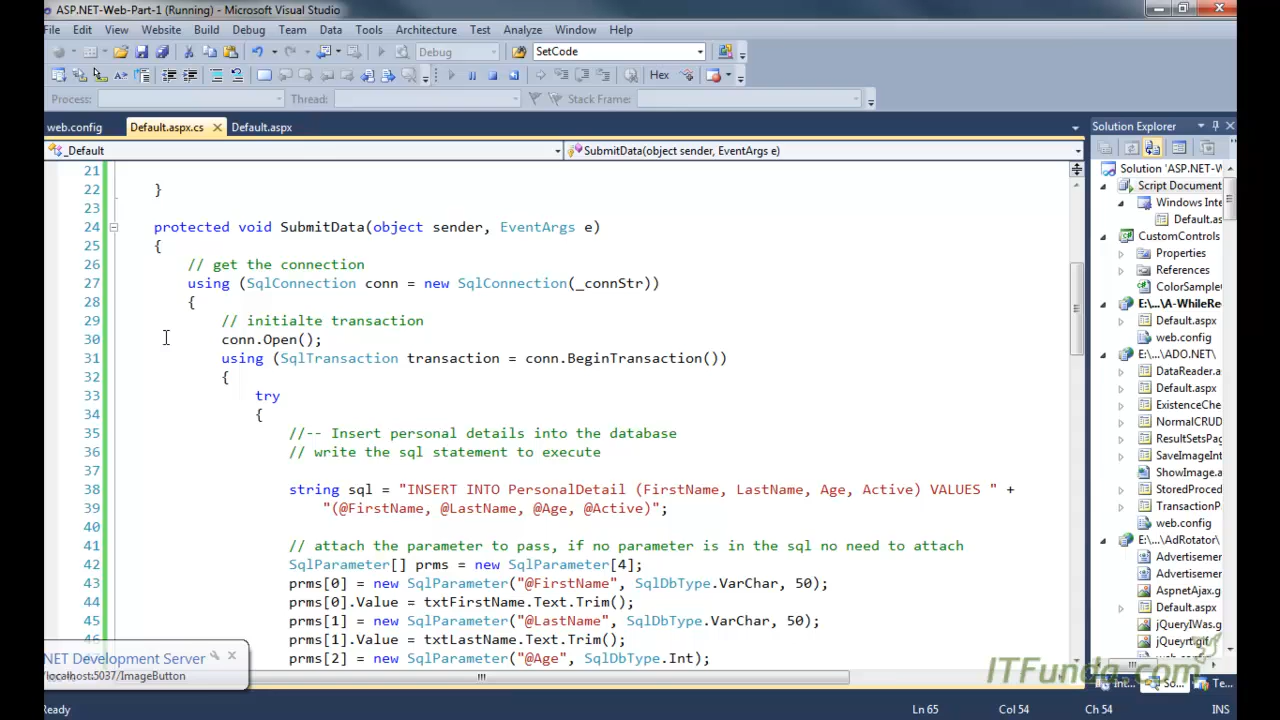 ASP.NET-Web-Part-1 (Running) - Microsoft Visual Studio
File Edit View Website Build Debug Team Data Tools Architecture Test Analyze Window Help
Debug SetCode
Hex
Process: Thread: Stack Frame:
web.config Default.aspx.cs Default.aspx
_Default SubmitData(object sender, EventArgs e)
21
22 }
23
24 protected void SubmitData(object sender, EventArgs e)
25 {
26 // get the connection
27 using (SqlConnection conn = new SqlConnection(_connStr))
28 {
29 // initialte transaction
30 conn.Open();
31 using (SqlTransaction transaction = conn.BeginTransaction())
32 {
33 try
34 {
35 //-- Insert personal details into the database
36 // write the sql statement to execute
37
38 string sql = "INSERT INTO PersonalDetail (FirstName, LastName, Age, Active) VALUES " +
39 "(@FirstName, @LastName, @Age, @Active)";
40
41 // attach the parameter to pass, if no parameter is in the sql no need to attach
42 SqlParameter[] prms = new SqlParameter[4];
43 prms[0] = new SqlParameter("@FirstName", SqlDbType.VarChar, 50);
44 prms[0].Value = txtFirstName.Text.Trim();
45 prms[1] = new SqlParameter("@LastName", SqlDbType.VarChar, 50);
prms[1].Value = txtLastName.Text.Trim();
prms[2] = new SqlParameter("@Age", SqlDbType.Int);
NET Development Server
/localhost:5037/ImageButton
Solution Explorer
Solution 'ASP.NET-W
Script Document
Windows Inte
Default.as
CustomControls
Properties
References
ColorSample
E:\...\A-WhileRe
Default.aspx
web.config
E:\...\ADO.NET\
DataReader.a
Default.aspx
ExistenceChe
NormalCRUD
ResultSetsPag
SaveImageInt
ShowImage.a
StoredProced
TransactionP
web.config
E:\...\AdRotator\
Advertisemen
Advertisemen
AspnetAjax.g
Default.aspx
jQueryIWas.g
jQueyrt.gif
ITFunda.com
Int... So... Te...
Ready Ln 65 Col 54 Ch 54 INS